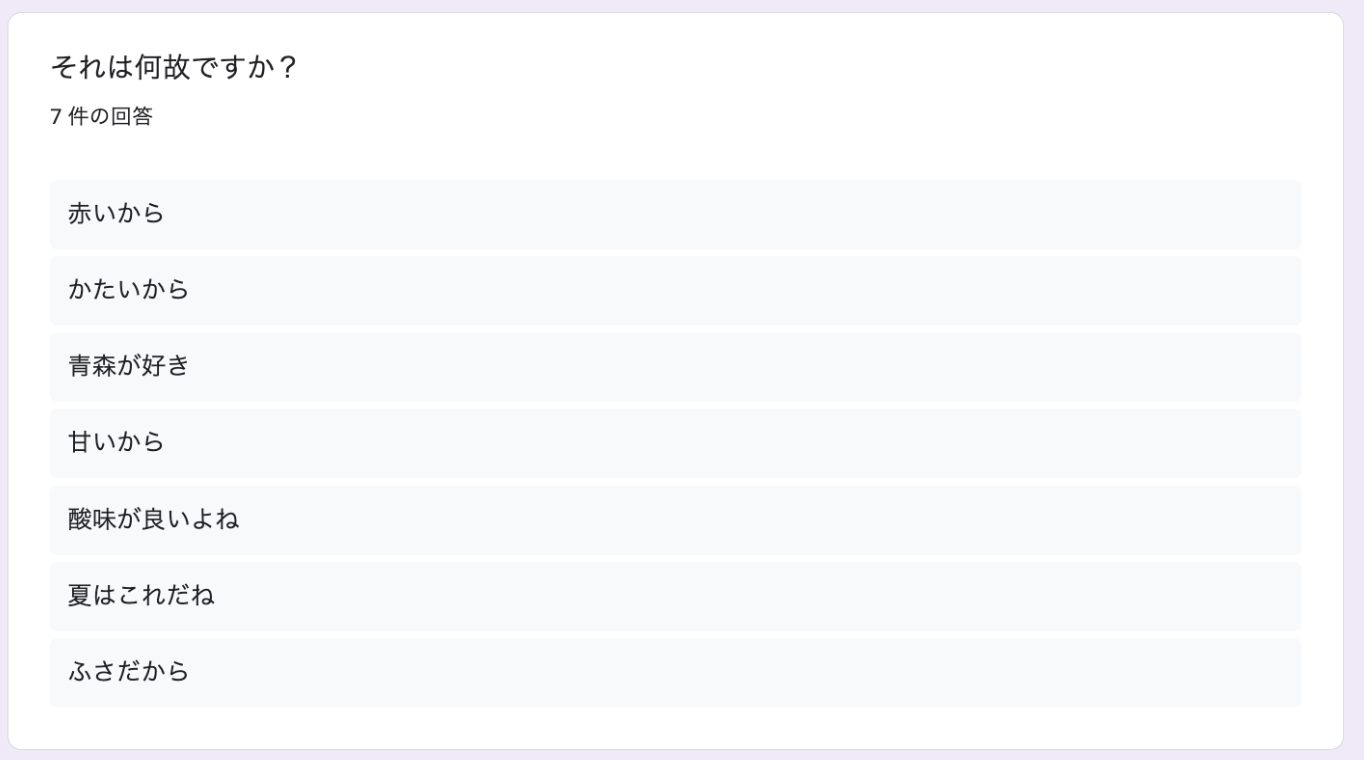 それは何故ですか？
7 件の回答
赤いから
かたいから
青森が好き
甘いから
酸味が良いよね
夏はこれだね
ふさだから